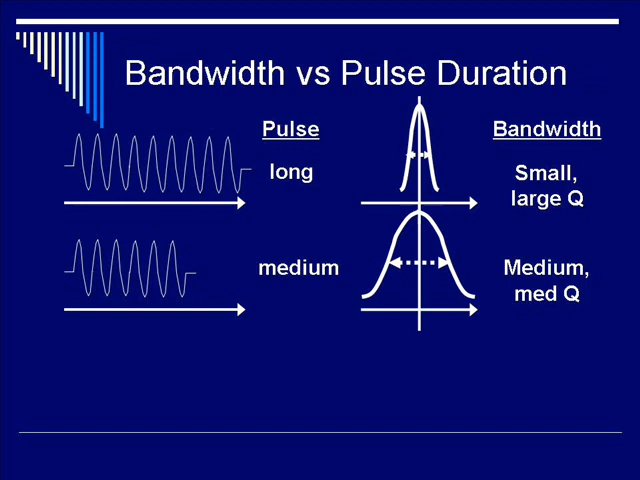 Bandwidth vs Pulse Duration
Pulse
Bandwidth
long
Small,
large Q
medium
Medium,
med Q